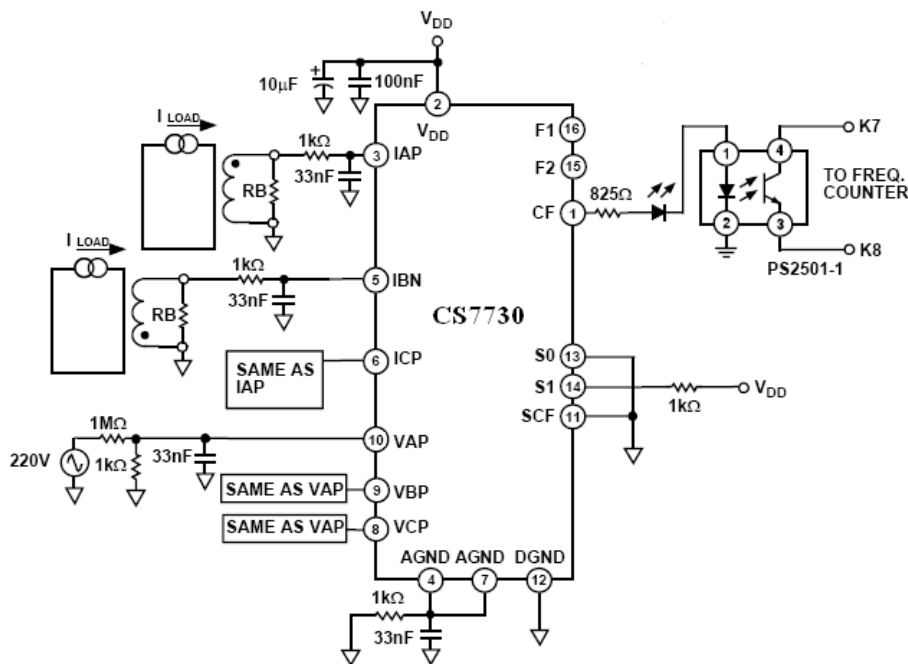 V DD
10μF
+
100nF
2
V DD
I LOAD
1kΩ
3
IAP
33nF
RB
I LOAD
1kΩ
5
IBN
33nF
RB
6
ICP
SAME AS
IAP
1MΩ
10
VAP
220V
1kΩ
33nF
SAME AS VAP
9
VBP
SAME AS VAP
8
VCP
CS7730
F1
16
F2
15
CF
1
825Ω
1
4
2
3
K7
TO FREQ.
COUNTER
K8
PS2501-1
S0
13
S1
14
1kΩ
V DD
SCF
11
AGND
AGND
DGND
4
7
12
1kΩ
33nF